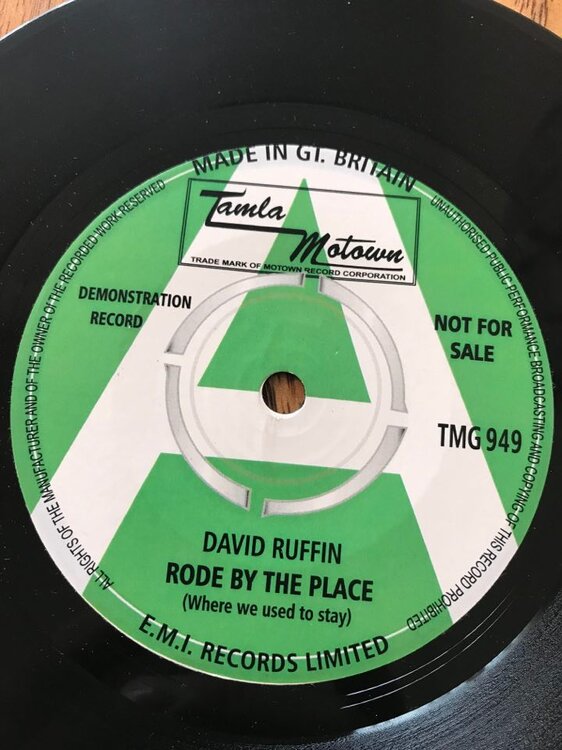 MADE IN GT. BRITAIN
Tamla
Motown
TRADE MARK OF MOTOWN RECORD CORPORATION
DEMONSTRATION
RECORD
NOT FOR
SALE
TMG 949
DAVID RUFFIN
RODE BY THE PLACE
(Where we used to stay)
E.M.I. RECORDS LIMITED
ALL RIGHTS OF THE MANUFACTURER AND OF THE OWNER OF THE RECORDED WORK RESERVED
UNAUTHORISED PUBLIC PERFORMANCE BROADCASTING AND COPYING OF THIS RECORD PROHIBITED